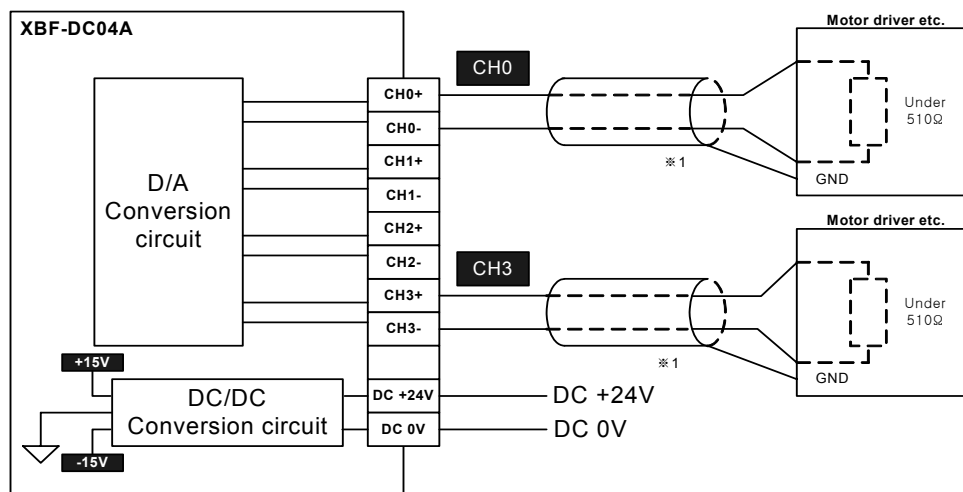 XBF-DC04A
D/A
Conversion
circuit
CH0+
CH0-
CH1+
CH1-
CH2+
CH2-
CH3+
CH3-
DC +24V
DC 0V
+15V
DC/DC
Conversion circuit
-15V
CH0
※1
Motor driver etc.
Under
510Ω
GND
CH3
※1
Motor driver etc.
Under
510Ω
GND
DC +24V
DC 0V